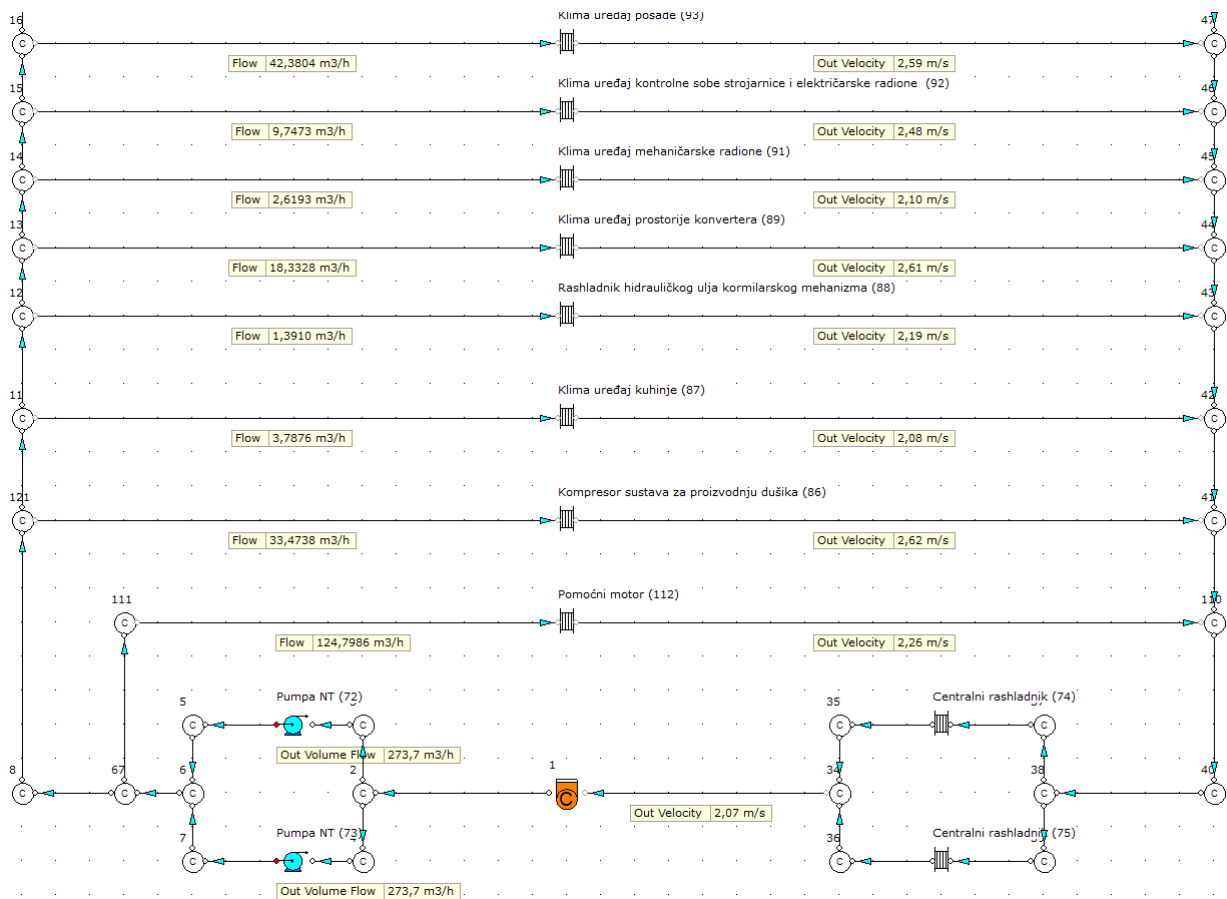 16 Klima uređaj posade (93) 47
C C
Flow 42,3804 m3/h Out Velocity 2,59 m/s
15 Klima uređaj kontrolne sobe strojarnice i električarske radione (92) 46
C C
Flow 9,7473 m3/h Out Velocity 2,48 m/s
14 Klima uređaj mehaničarske radione (91) 45
C C
Flow 2,6193 m3/h Out Velocity 2,10 m/s
13 Klima uređaj prostorije konvertera (89) 44
C C
Flow 18,3328 m3/h Out Velocity 2,61 m/s
12 Rashladnik hidrauličkog ulja kormilarskog mehanizma (88) 43
C C
Flow 1,3910 m3/h Out Velocity 2,19 m/s
11 Klima uređaj kuhinje (87) 42
C C
Flow 3,7876 m3/h Out Velocity 2,08 m/s
121 Kompresor sustava za proizvodnju dušika (86) 41
C C
Flow 33,4738 m3/h Out Velocity 2,62 m/s
111 Pomoćni motor (112) 110
C C
Flow 124,7986 m3/h Out Velocity 2,26 m/s
5 Pumpa NT (72) 35 Centralni rashladnik (74)
C C C C
Out Volume Flow 273,7 m3/h
8 67 6 2 1 34 38 40
C C C C C C C C
Out Velocity 2,07 m/s
7 Pumpa NT (73) 36 Centralni rashladnik (75)
C C C C
Out Volume Flow 273,7 m3/h